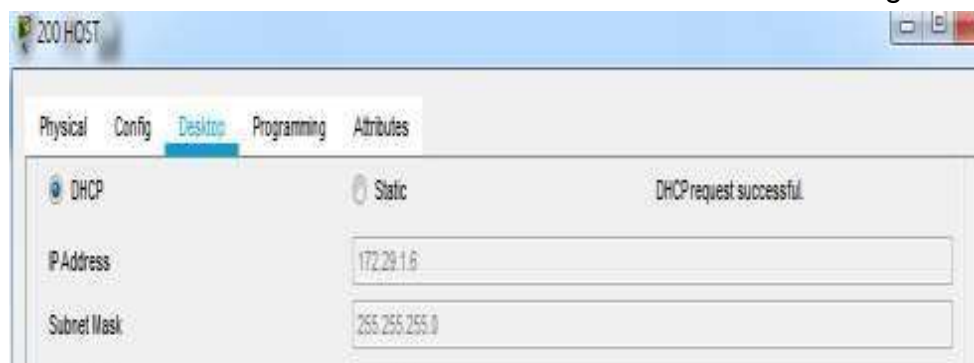 200 HOST
Physical Config Desktop Programming Attributes
DHCP Static DHCP request successful.
IP Address 172.29.1.6
Subnet Mask 255.255.255.0